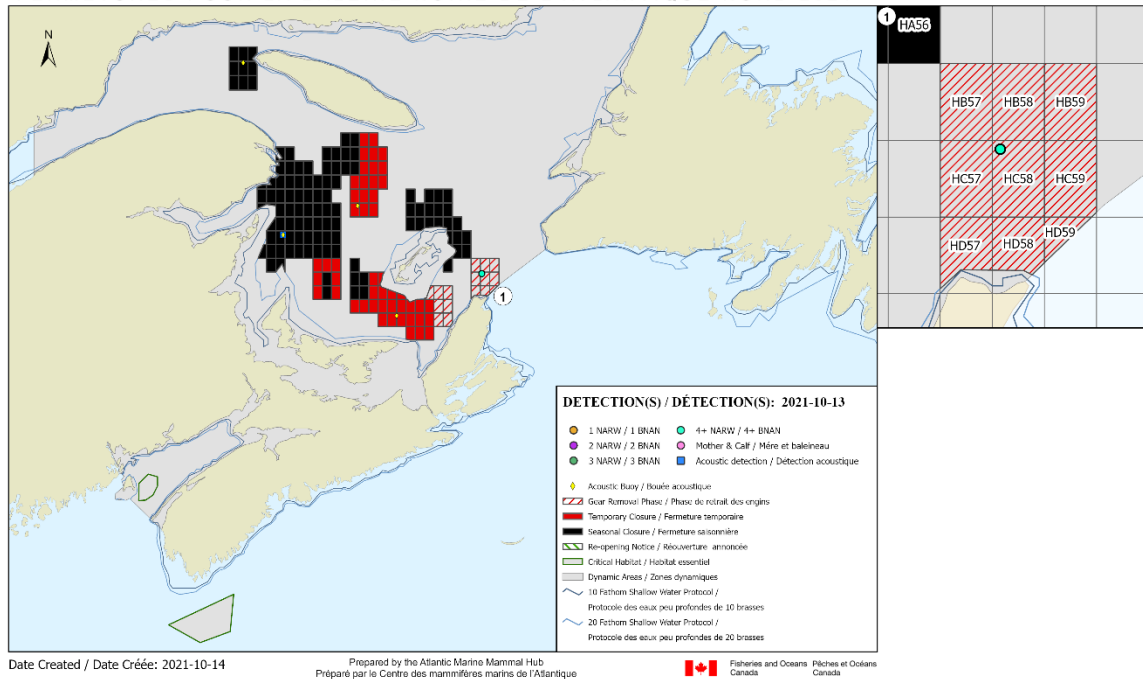 N
1
1
HA56
HB57 HB58 HB59
HC57 HC58 HC59
HD57 HD58 HD59
DETECTION(S) / DÉTECTION(S): 2021-10-13
1 NARW / 1 BNAN
4+ NARW / 4+ BNAN
2 NARW / 2 BNAN
Mother & Calf / Mére et baleineau
3 NARW / 3 BNAN
Acoustic detection / Détection acoustique
Acoustic Buoy / Bouée acoustique
Gear Removal Phase / Phase de retrait des engins
Temporary Closure / Fermeture temporaire
Seasonal Closure / Fermeture saisonnière
Re-opening Notice / Réouverture annoncée
Critical Habitat / Habitat essentiel
Dynamic Areas / Zones dynamiques
10 Fathom Shallow Water Protocol /
Protocole des eaux peu profondes de 10 brasses
20 Fathom Shallow Water Protocol /
Protocole des eaux peu profondes de 20 brasses
Date Created / Date Créée: 2021-10-14
Prepared by the Atlantic Marine Mammal Hub
Préparé par le Centre des mammifères marins de l'Atlantique
Fisheries and Oceans Pêches et Océans
Canada Canada